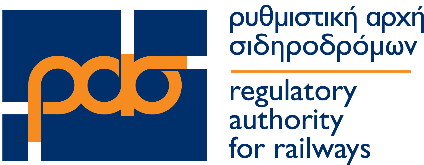 ρας
ρυθμιστική αρχή
σιδηροδρόμων
regulatory
authority
for railways